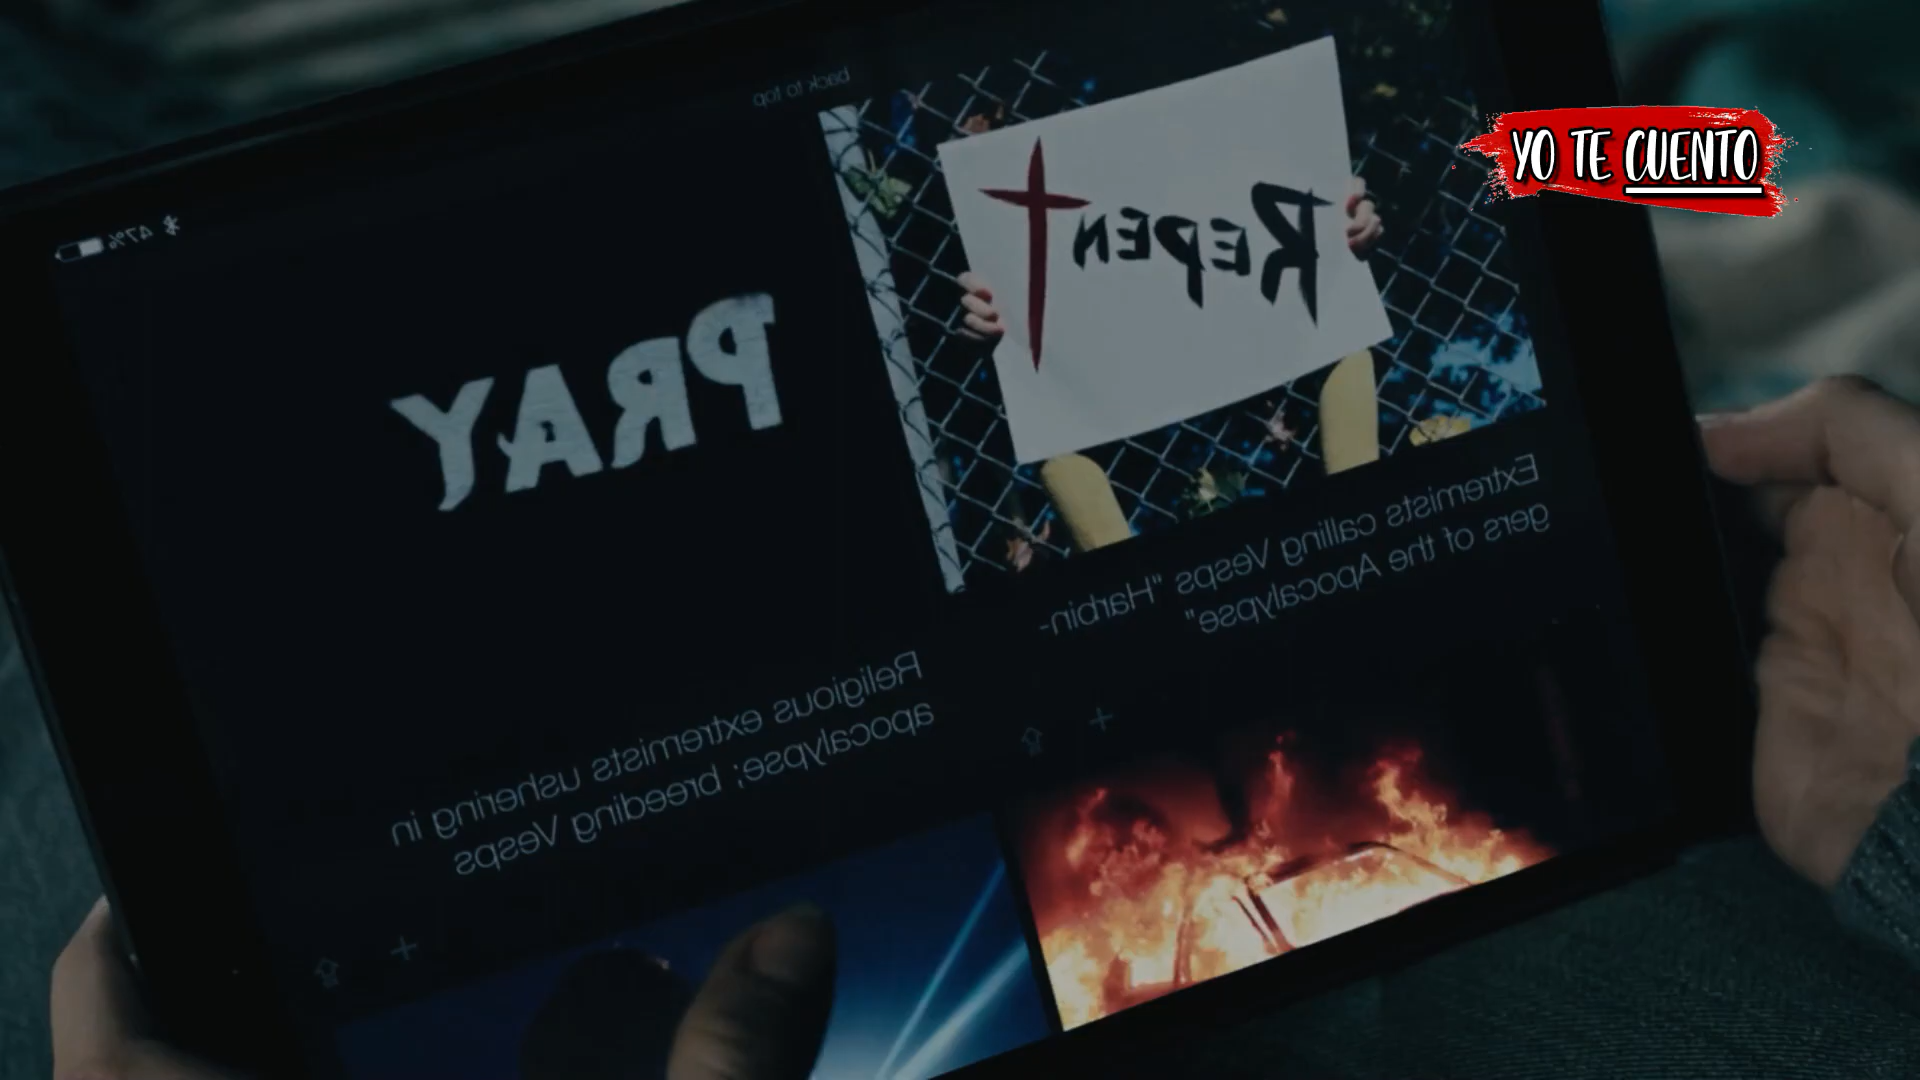 YO TE CUENTO
47%
back to top
REPENT
PRAY
Extremists calling Vesps "Harbin-
gers of the Apocalypse"
Religious extremists ushering in
apocalypse; breeding Vesps